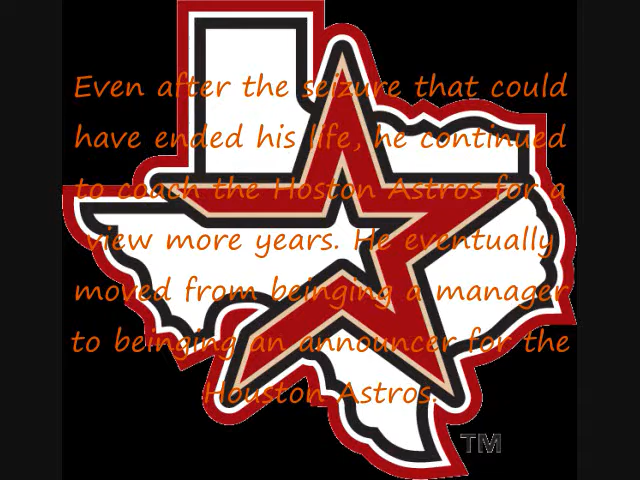 Even after the seizure that could
have ended his life, he continued
to coach the Hoston Astros for a
view more years. He eventually
moved from beinging a manager
to beinging an announcer for the
Houston Astros.
TM